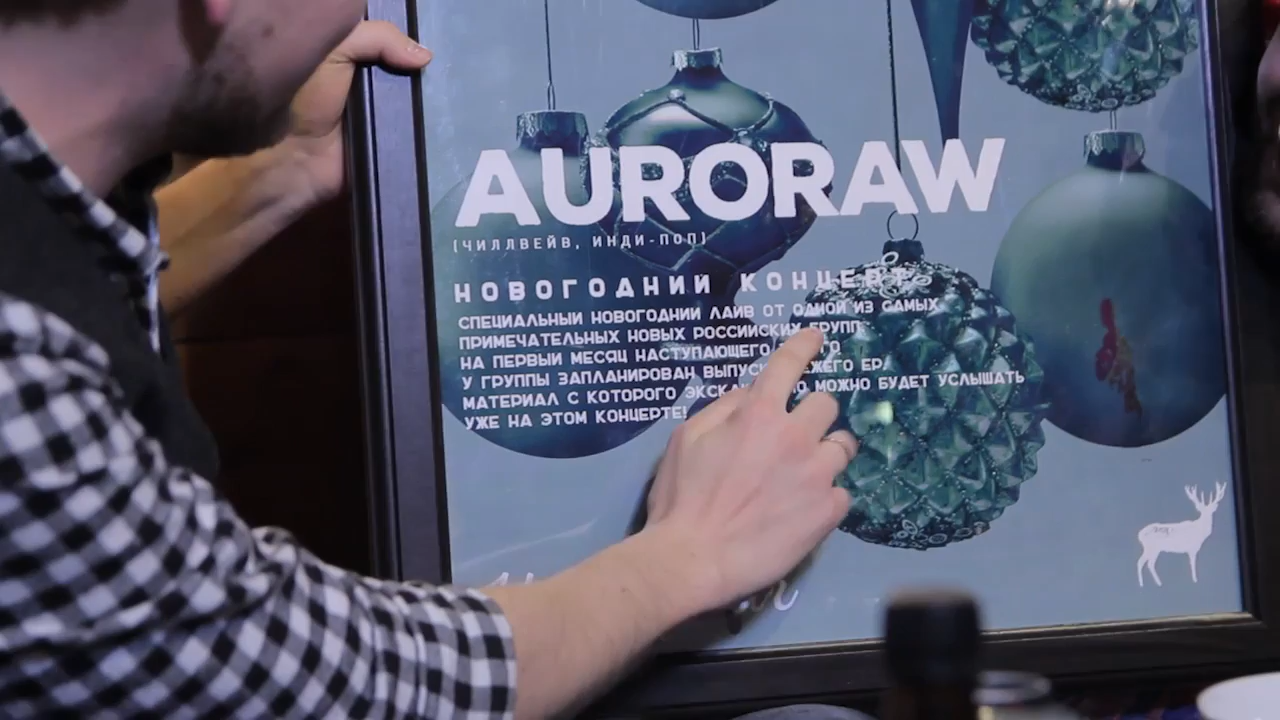 AURORAW
(ЧИЛЛВЕЙВ, ИНДИ-ПОП)
НОВОГОДНИЙ КОНЦЕРТ
СПЕЦИАЛЬНЫЙ НОВОГОДНИЙ ЛАЙВ ОТ ОДНОЙ ИЗ САМЫХ
ПРИМЕЧАТЕЛЬНЫХ НОВЫХ РОССИЙСКИХ ГРУПП
НА ПЕРВЫЙ МЕСЯЦ НАСТУПАЮЩЕГО
У ГРУППЫ ЗАПЛАНИРОВАН ВЫПУСК EP,
МАТЕРИАЛ С КОТОРОГО МОЖНО БУДЕТ УСЛЫШАТЬ
УЖЕ НА ЭТОМ КОНЦЕРТЕ!